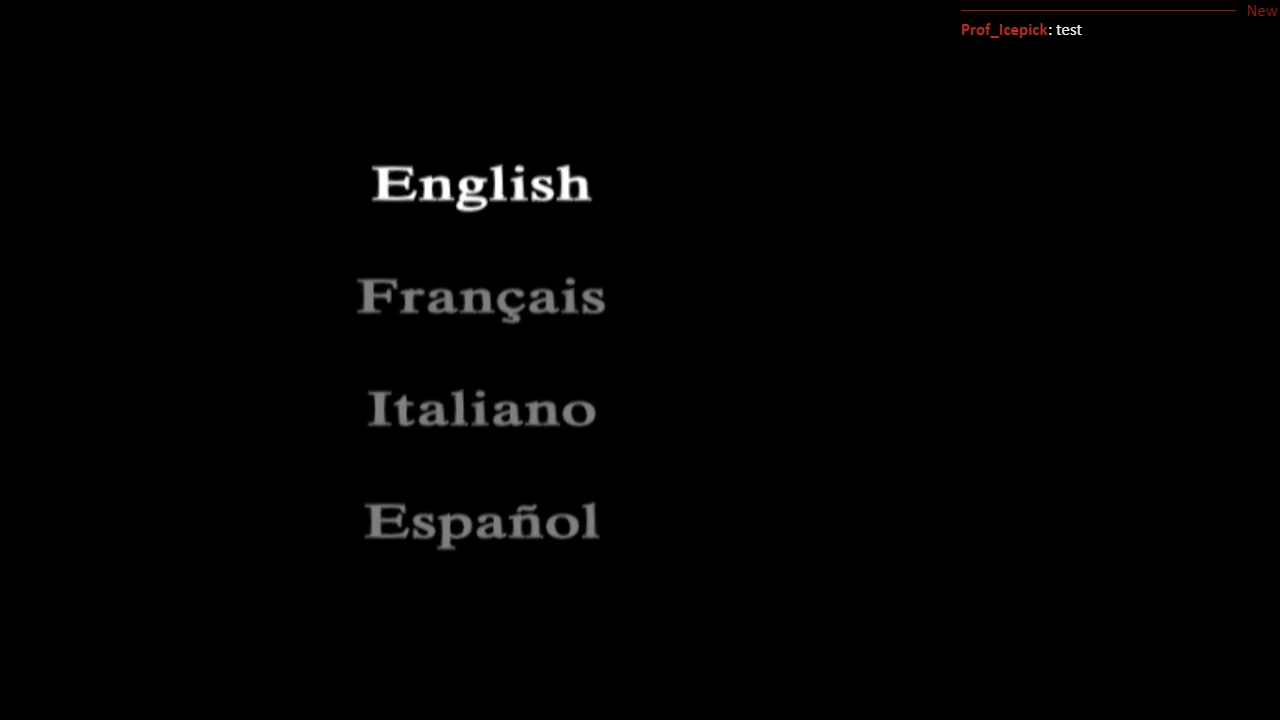 New
Prof_Icepick: test
English
Français
Italiano
Español